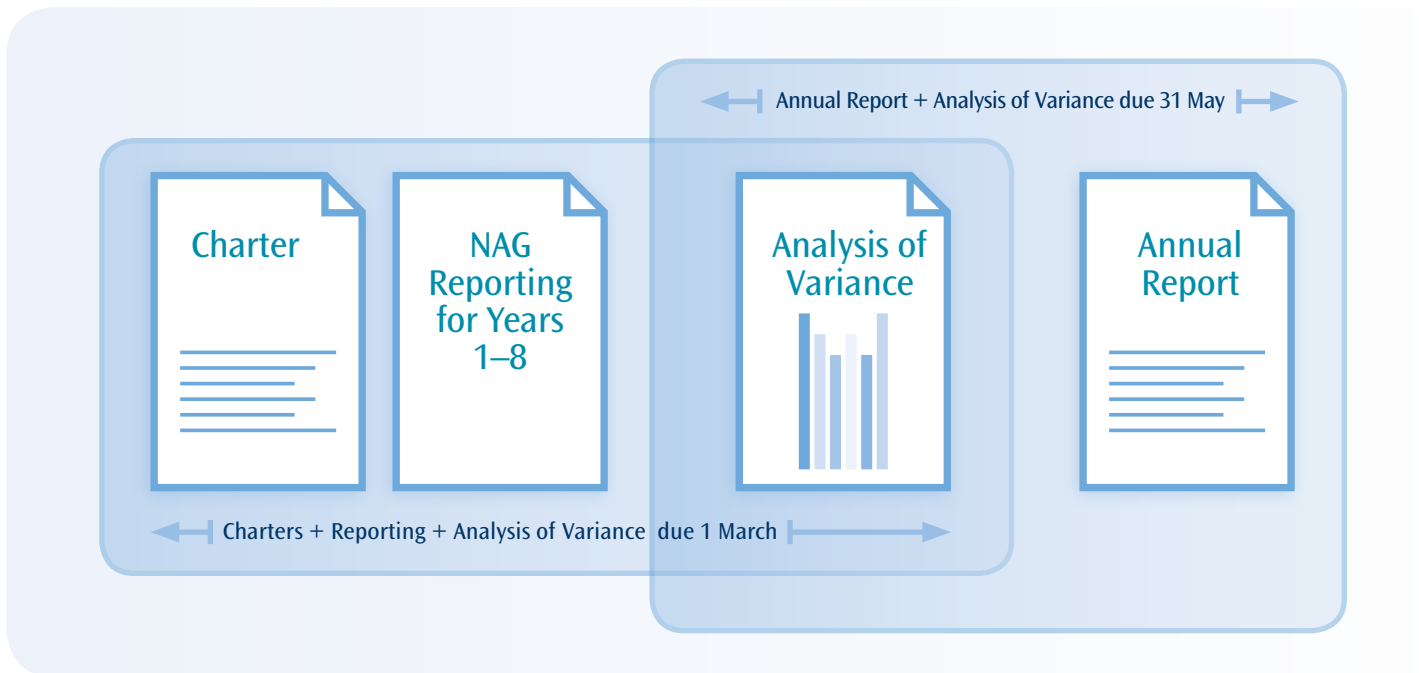 Annual Report + Analysis of Variance due 31 May
Charter
NAG
Reporting
for Years
1–8
Analysis of
Variance
Annual
Report
Charters + Reporting + Analysis of Variance due 1 March